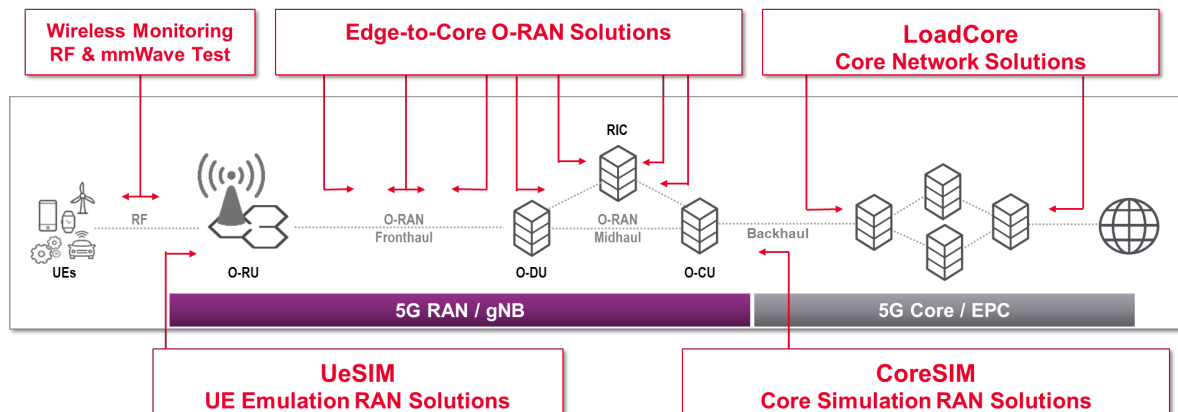 Wireless Monitoring
RF & mmWave Test
Edge-to-Core O-RAN Solutions
LoadCore
Core Network Solutions
RIC
RF
O-RAN
Fronthaul
O-RAN
Midhaul
Backhaul
UEs
O-RU
O-DU
O-CU
5G RAN / gNB
5G Core / EPC
UeSIM
UE Emulation RAN Solutions
CoreSIM
Core Simulation RAN Solutions